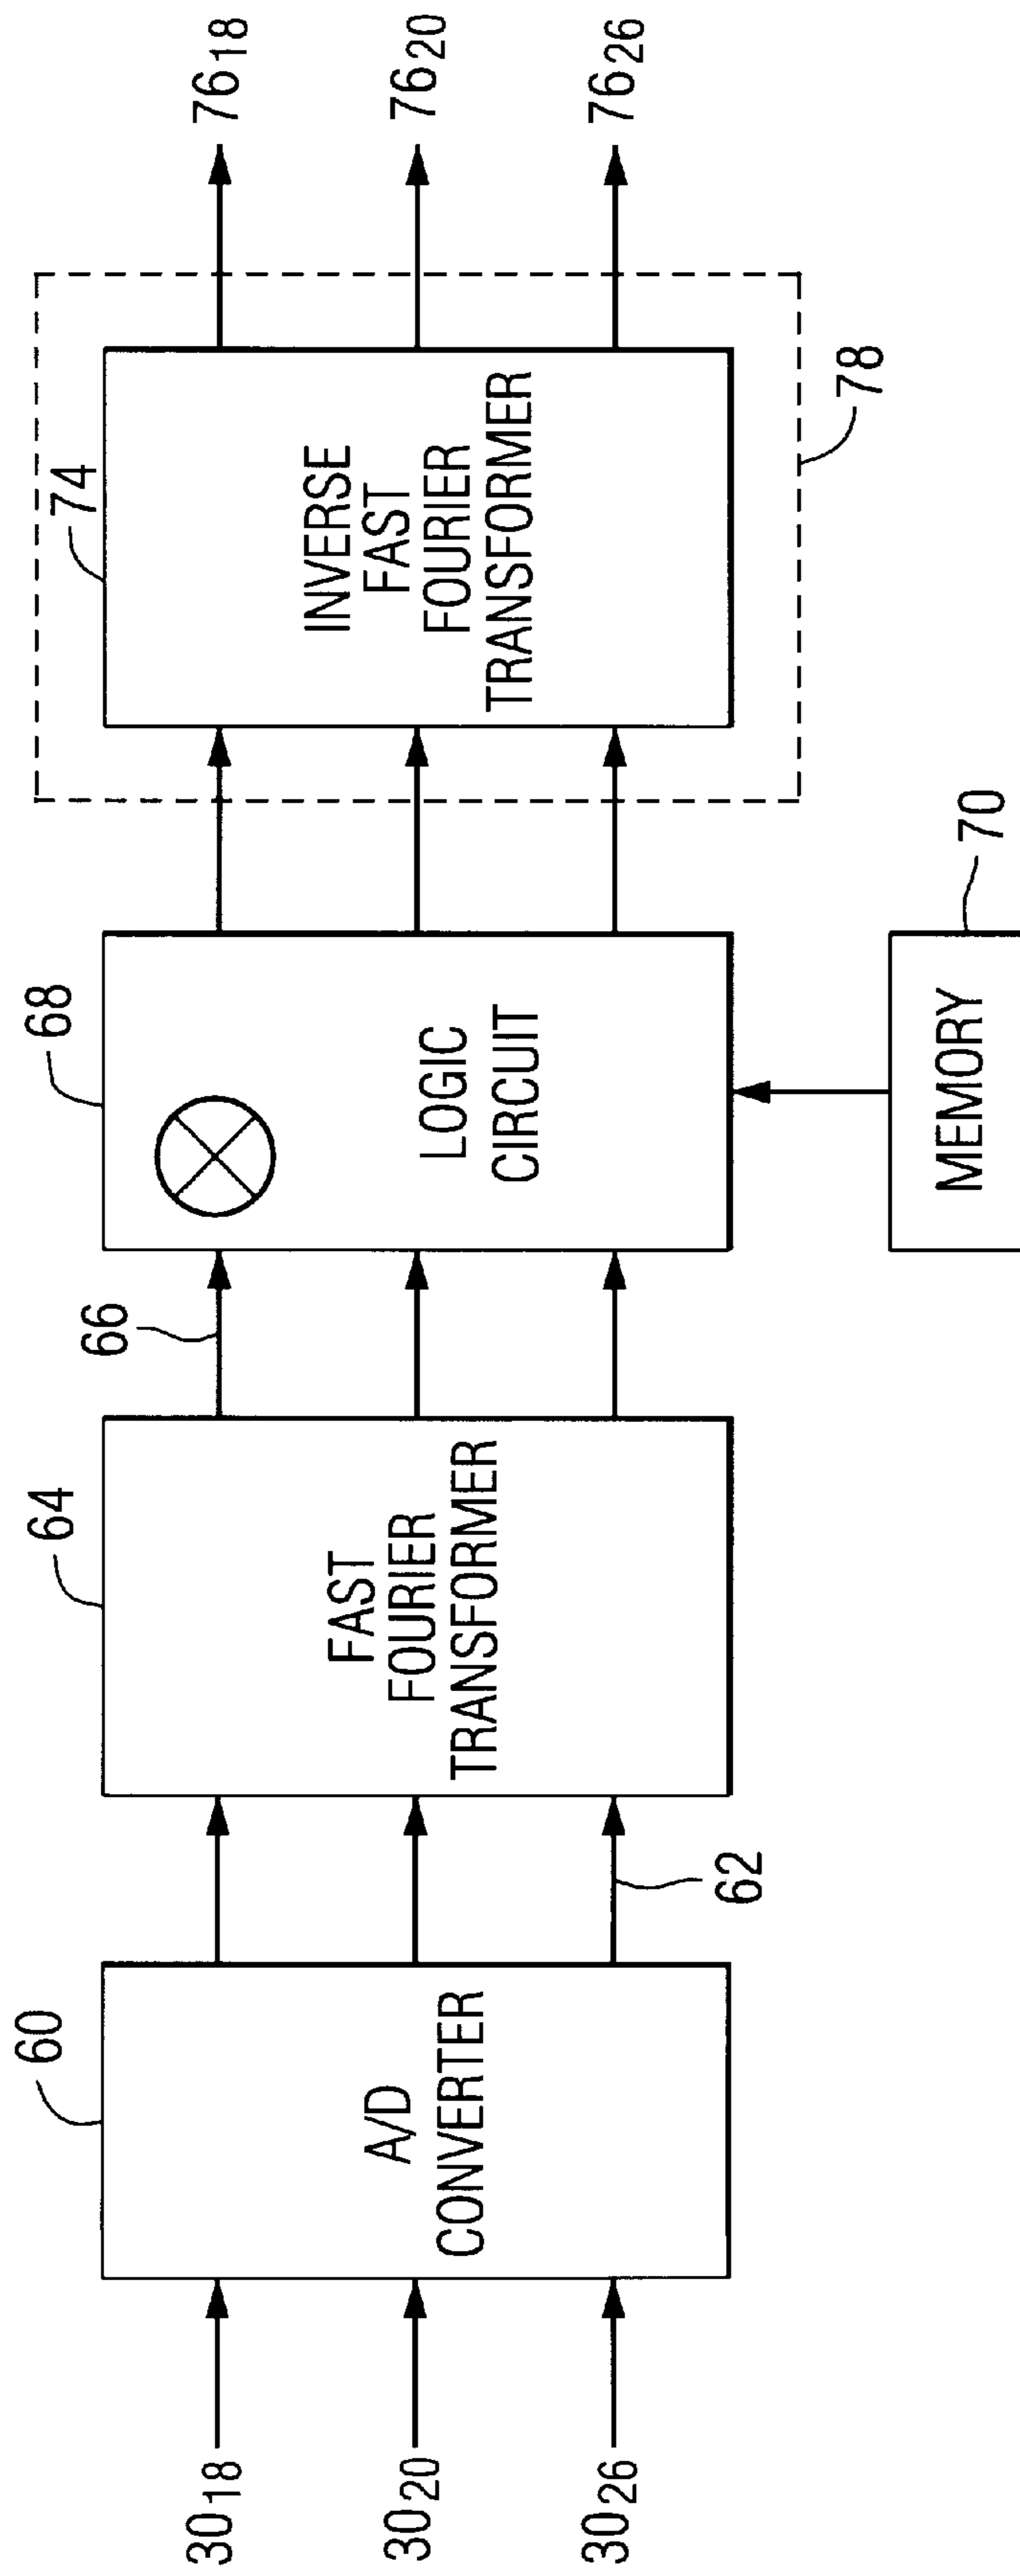 30₁₈
30₂₀
30₂₆
60
A/D
CONVERTER
62
64
FAST
FOURIER
TRANSFORMER
66
68
LOGIC
CIRCUIT
MEMORY
70
74
INVERSE
FAST
FOURIER
TRANSFORMER
78
76₁₈
76₂₀
76₂₆